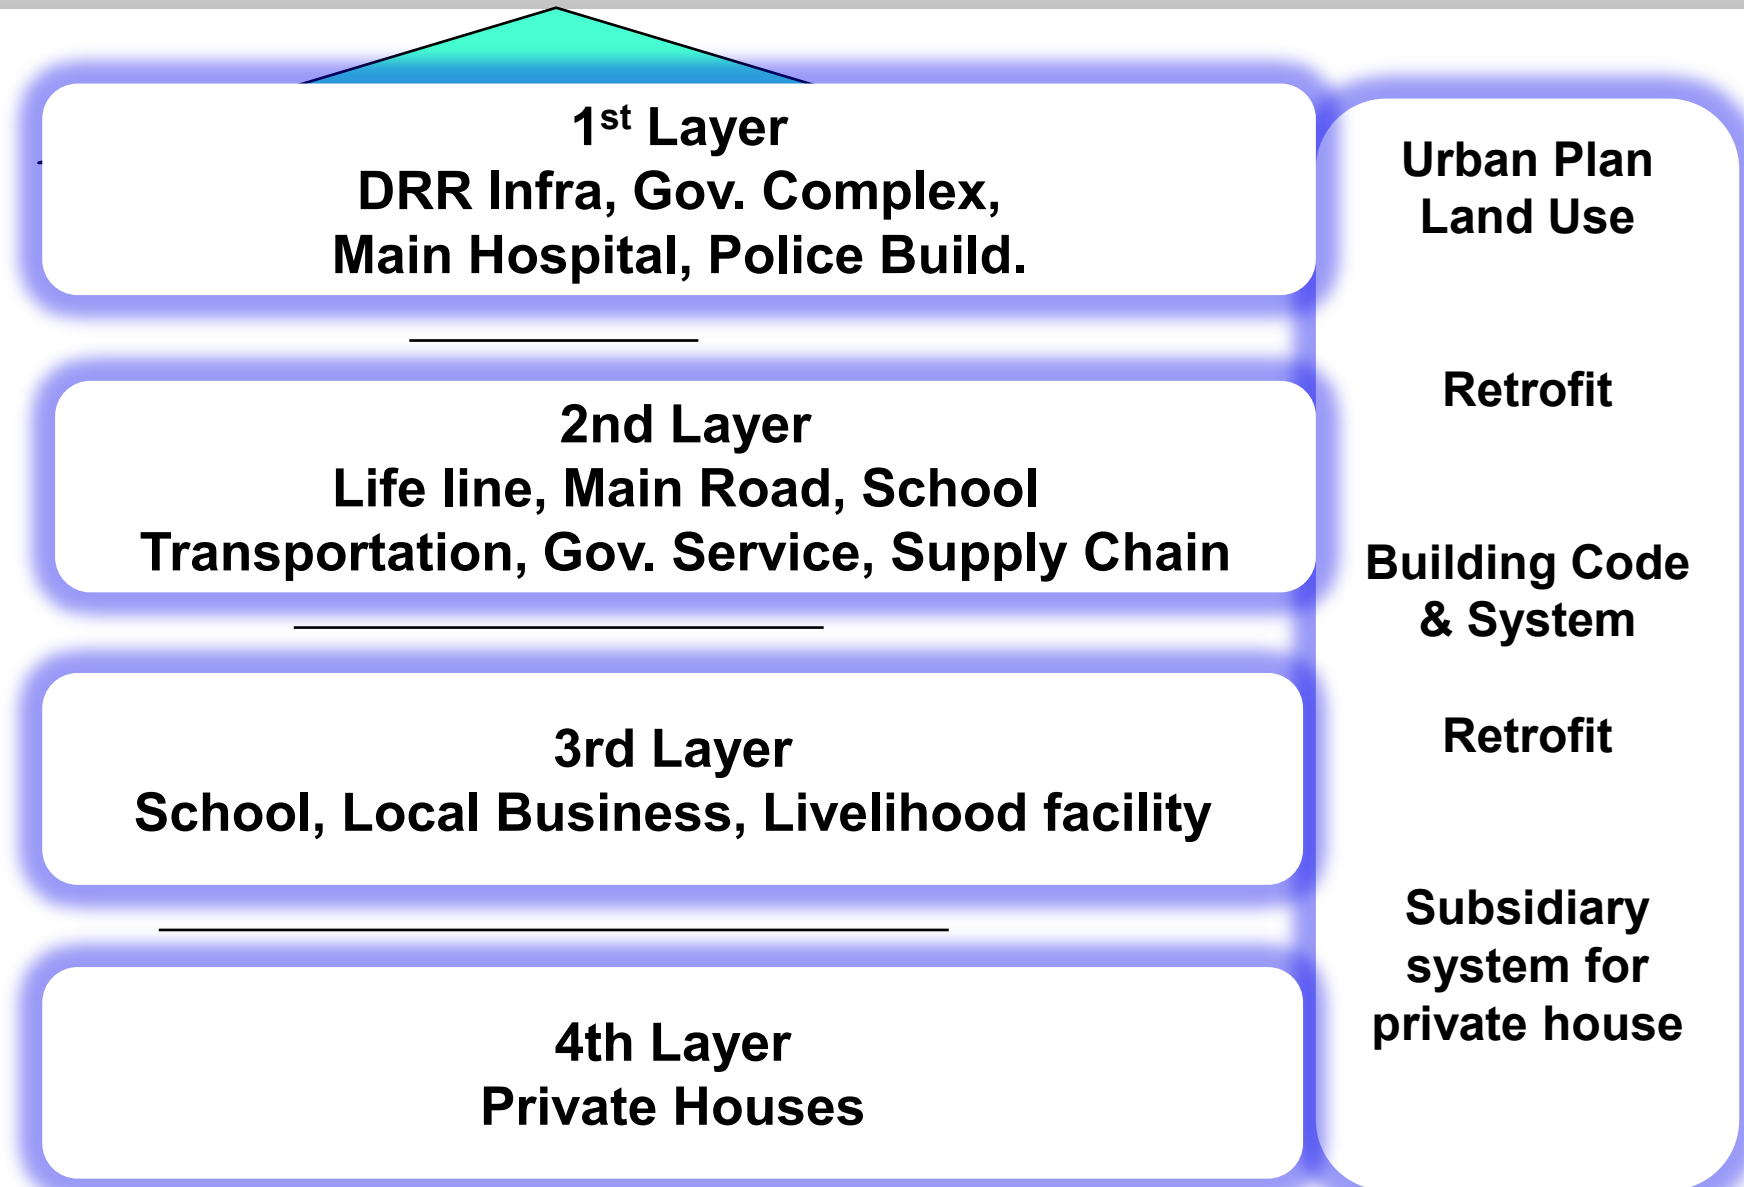 1st Layer
DRR Infra, Gov. Complex,
Main Hospital, Police Build.
2nd Layer
Life line, Main Road, School
Transportation, Gov. Service, Supply Chain
3rd Layer
School, Local Business, Livelihood facility
4th Layer
Private Houses
Urban Plan
Land Use
Retrofit
Building Code
& System
Retrofit
Subsidiary
system for
private house